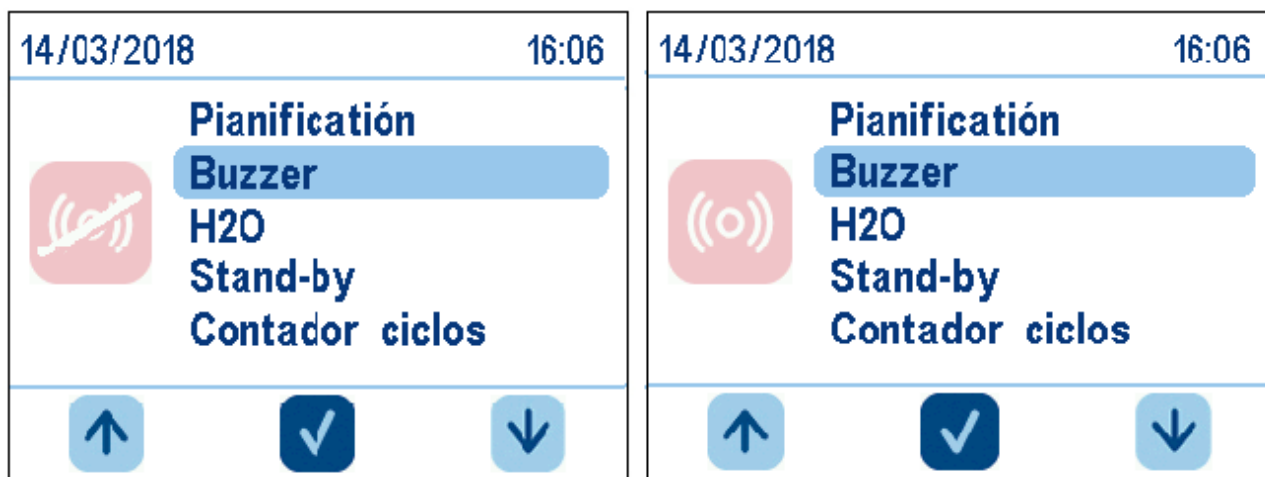 14/03/2018 16:06
Pianificatión
Buzzer
H2O
Stand-by
Contador ciclos
14/03/2018 16:06
Pianificatión
Buzzer
H2O
Stand-by
Contador ciclos